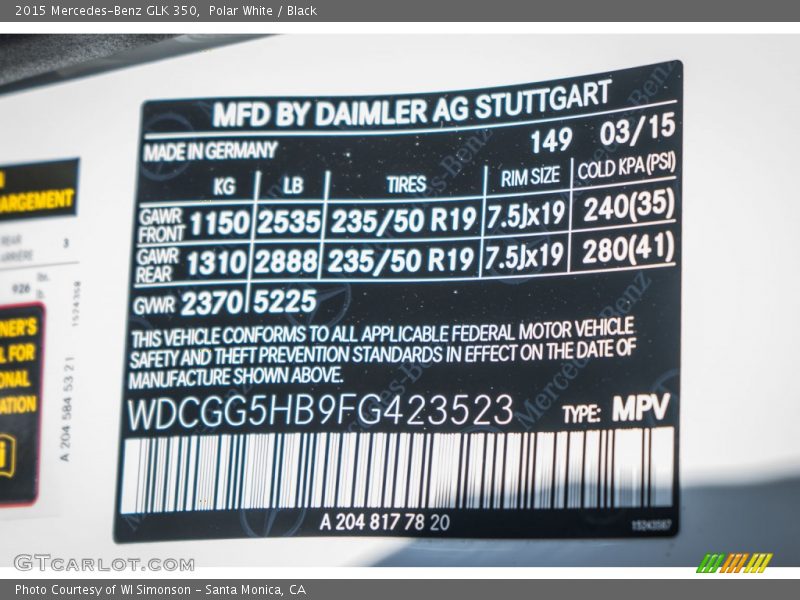 2015 Mercedes-Benz GLK 350, Polar White / Black
MFD BY DAIMLER AG STUTTGART
MADE IN GERMANY 149 03/15
KG LB TIRES RIM SIZE COLD KPA(PSI)
GAWR FRONT 1150 2535 235/50 R19 7.5Jx19 240(35)
GAWR REAR 1310 2888 235/50 R19 7.5Jx19 280(41)
GWR 2370 5225
THIS VEHICLE CONFORMS TO ALL APPLICABLE FEDERAL MOTOR VEHICLE
SAFETY AND THEFT PREVENTION STANDARDS IN EFFECT ON THE DATE OF
MANUFACTURE SHOWN ABOVE.
WDCGG5HB9FG423523 TYPE: MPV
A 204 817 78 20
ARGEMENT
REAR 3
926 lb.
NER'S
L FOR
ONAL
ATION
A 204 584 53 21
GTcarlot.com
Photo Courtesy of WI Simonson - Santa Monica, CA